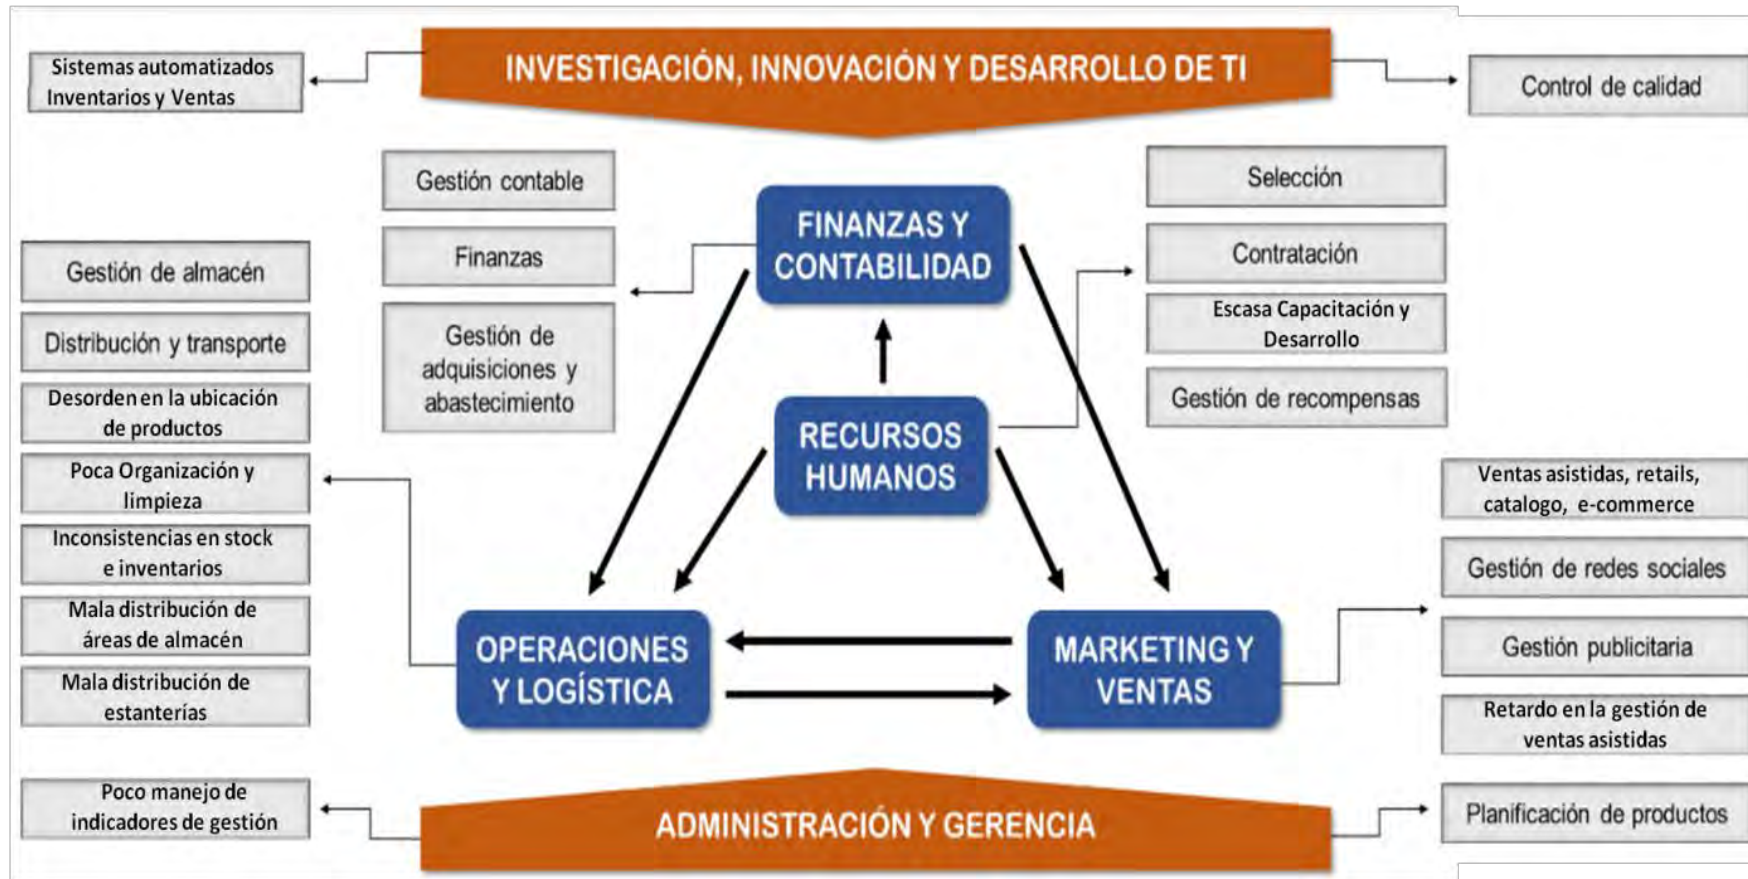 INVESTIGACIÓN, INNOVACIÓN Y DESARROLLO DE TI
Sistemas automatizados
Inventarios y Ventas
Control de calidad
Gestión contable
Finanzas
Gestión de
adquisiciones y
abastecimiento
FINANZAS Y
CONTABILIDAD
Selección
Contratación
Escasa Capacitación y
Desarrollo
Gestión de recompensas
Gestión de almacén
Distribución y transporte
Desorden en la ubicación
de productos
Poca Organización y
limpieza
Inconsistencias en stock
e inventarios
Mala distribución de
áreas de almacén
Mala distribución de
estanterías
RECURSOS
HUMANOS
OPERACIONES
Y LOGÍSTICA
MARKETING Y
VENTAS
Ventas asistidas, retails,
catalogo, e-commerce
Gestión de redes sociales
Gestión publicitaria
Retardo en la gestión de
ventas asistidas
Poco manejo de
indicadores de gestión
ADMINISTRACIÓN Y GERENCIA
Planificación de productos